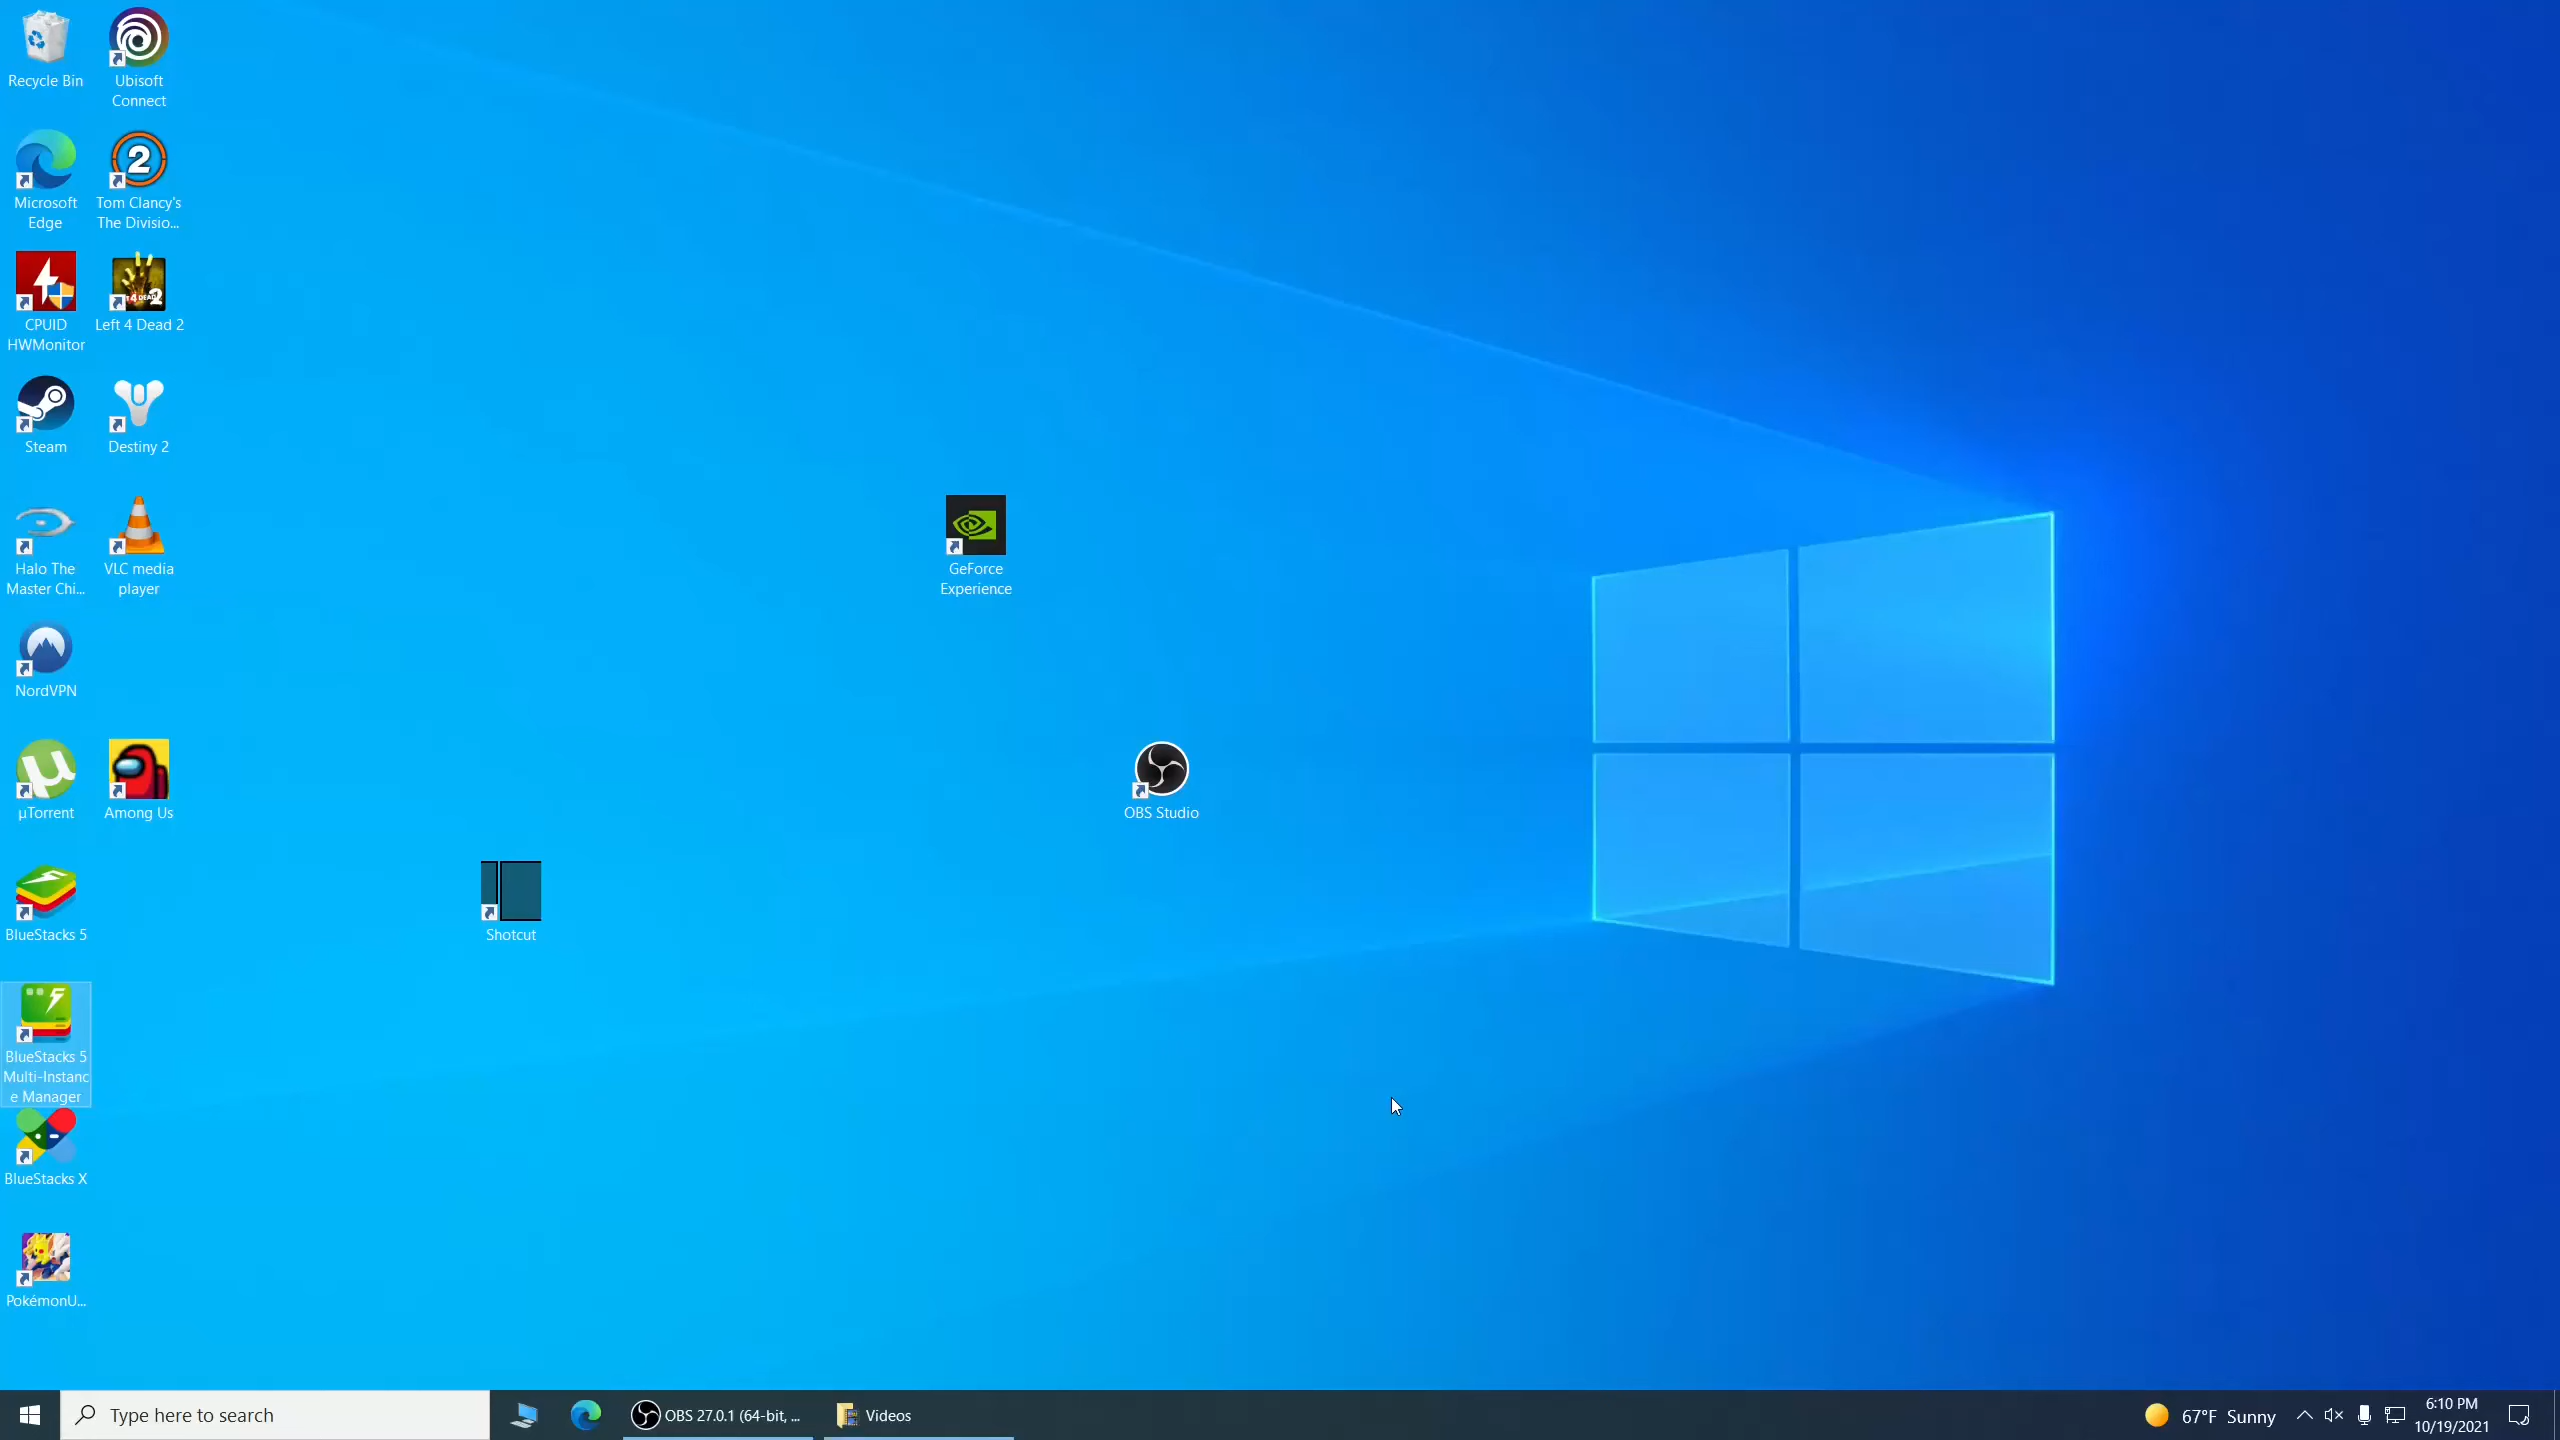 Recycle Bin
Ubisoft
Connect
Microsoft
Edge
2
Tom Clancy's
The Divisio...
CPUID
HWMonitor
Left 4 Dead 2
Steam
Destiny 2
Halo The
Master Chi...
VLC media
player
GeForce
Experience
NordVPN
µTorrent
Among Us
OBS Studio
BlueStacks 5
Shotcut
BlueStacks 5
Multi-Instanc
e Manager
BlueStacks X
PokémonU...
Type here to search
OBS 27.0.1 (64-bit, ...
Videos
67°F Sunny
6:10 PM
10/19/2021